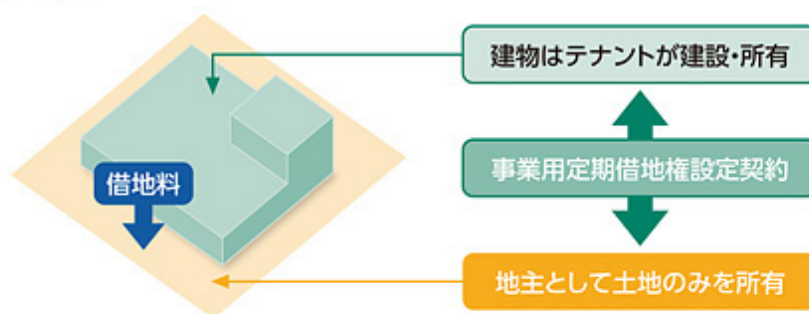 建物はテナントが建設・所有
事業用定期借地権設定契約
借地料
地主として土地のみを所有